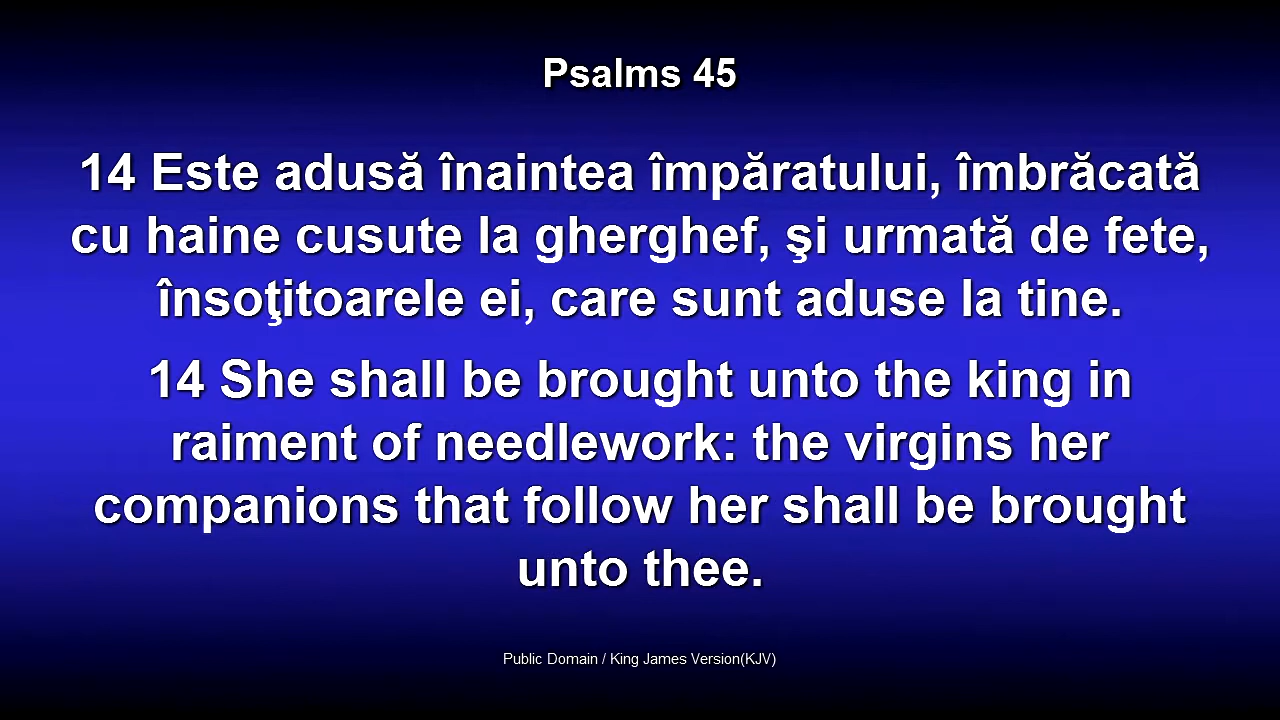 Psalms 45
14 Este adusă înaintea împăratului, îmbrăcată
cu haine cusute la gherghef, şi urmată de fete,
însoţitoarele ei, care sunt aduse la tine.
14 She shall be brought unto the king in
raiment of needlework: the virgins her
companions that follow her shall be brought
unto thee.
Public Domain / King James Version(KJV)